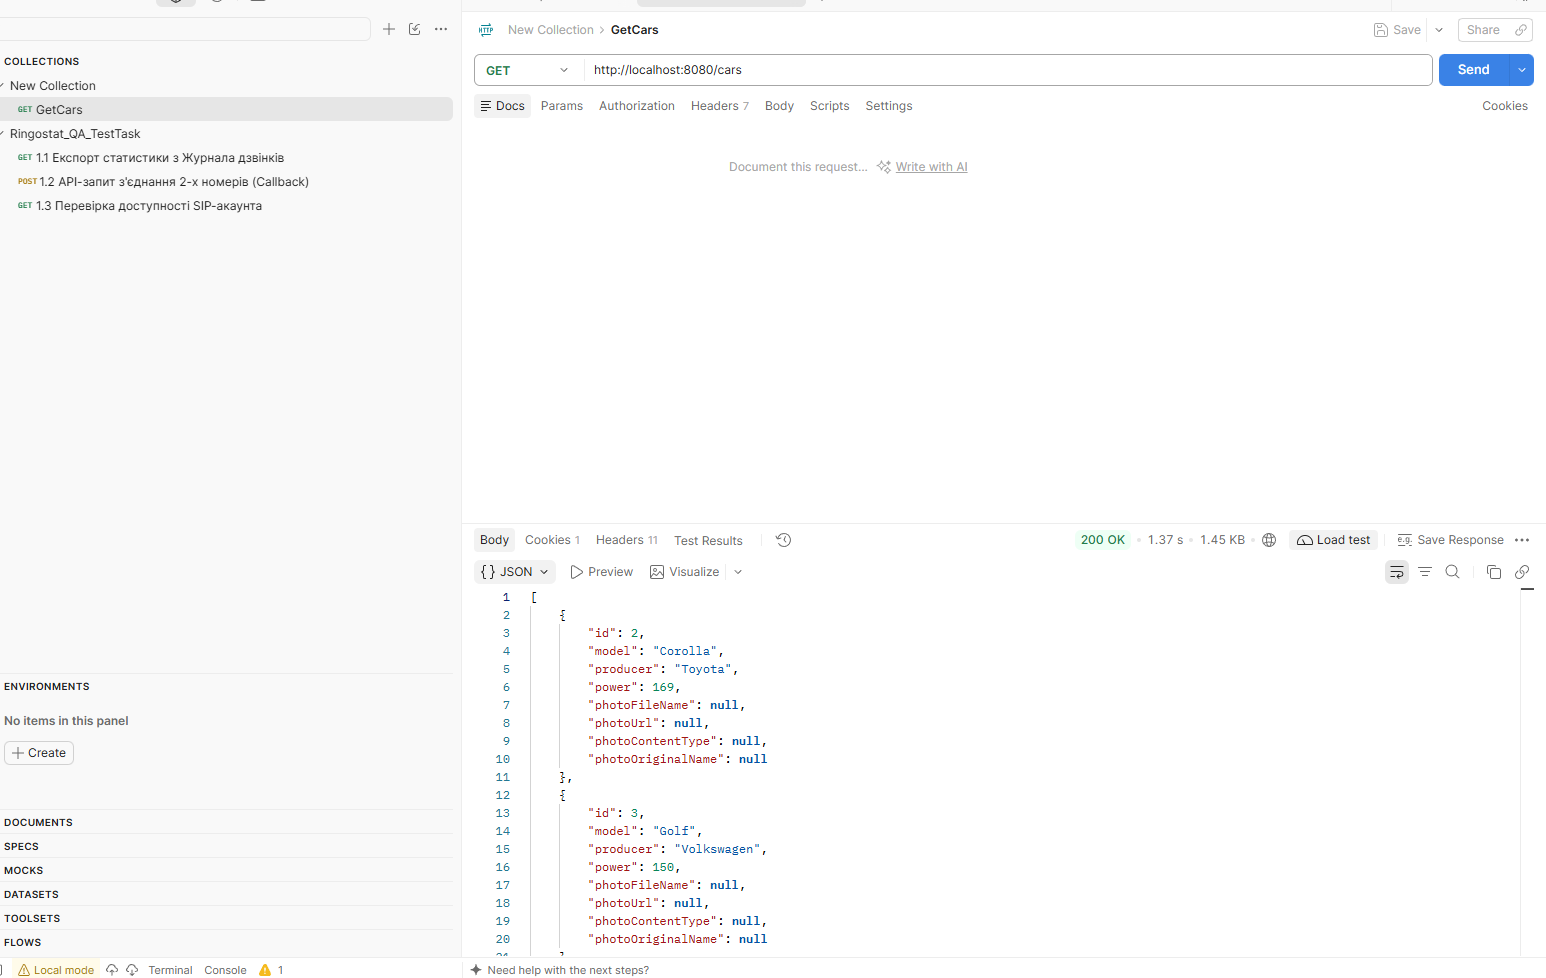 COLLECTIONS
New Collection
GET GetCars
Ringostat_QA_TestTask
GET 1.1 Експорт статистики з Журнала дзвінків
POST 1.2 API-запит з'єднання 2-х номерів (Callback)
GET 1.3 Перевірка доступності SIP-акаунта
ENVIRONMENTS
No items in this panel
Create
DOCUMENTS
SPECS
MOCKS
DATASETS
TOOLSETS
FLOWS
Local mode Terminal Console 1
HTTP New Collection > GetCars Save Share
GET http://localhost:8080/cars Send
Docs Params Authorization Headers 7 Body Scripts Settings Cookies
Document this request... Write with AI
Body Cookies 1 Headers 11 Test Results 200 OK • 1.37 s • 1.45 KB • Load test e.g. Save Response
{} JSON Preview Visualize
1 [
2 {
3 "id": 2,
4 "model": "Corolla",
5 "producer": "Toyota",
6 "power": 169,
7 "photoFileName": null,
8 "photoUrl": null,
9 "photoContentType": null,
10 "photoOriginalName": null
11 },
12 {
13 "id": 3,
14 "model": "Golf",
15 "producer": "Volkswagen",
16 "power": 150,
17 "photoFileName": null,
18 "photoUrl": null,
19 "photoContentType": null,
20 "photoOriginalName": null
Need help with the next steps?